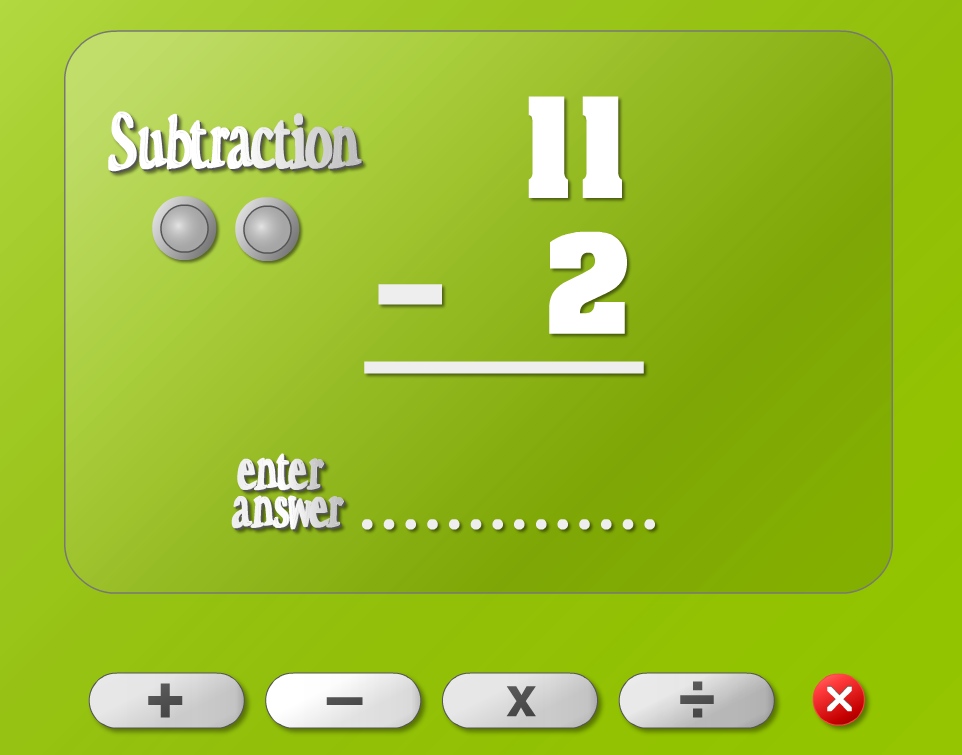 Subtraction
11
− 2
enter
answer ..............
+ − x ÷ X